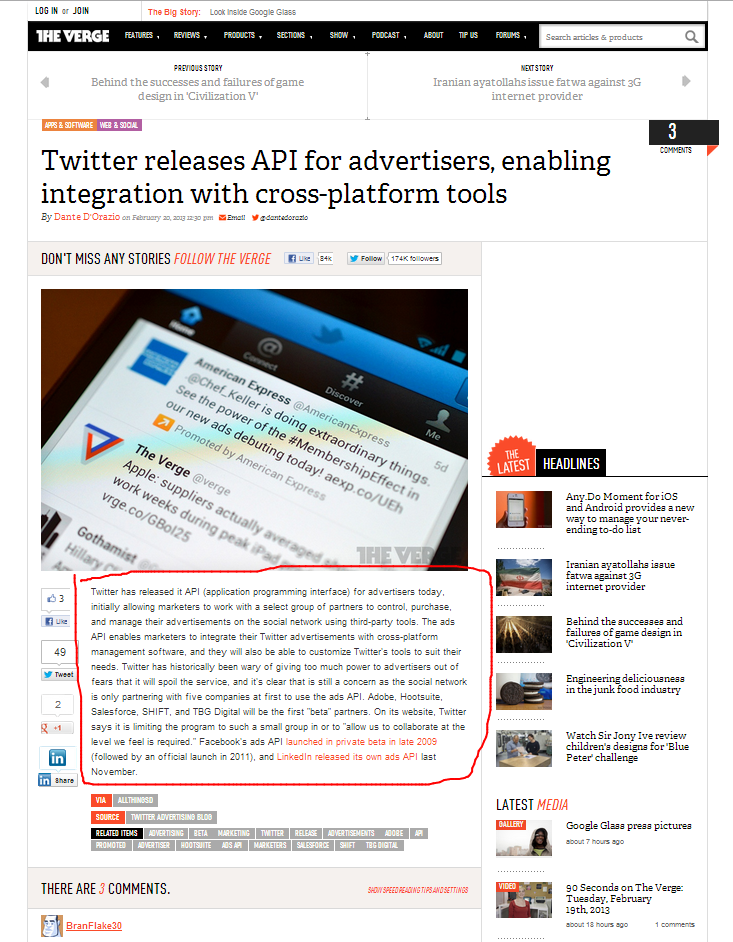 LOG IN or JOIN
The Big Story: Look Inside Google Glass
THE VERGE
FEATURES REVIEWS PRODUCTS SECTIONS SHOW PODCAST ABOUT TIP US FORUMS
Search articles & products
PREVIOUS STORY
Behind the successes and failures of game
design in 'Civilization V'
NEXT STORY
Iranian ayatollahs issue fatwa against 3G
internet provider
APPS & SOFTWARE WEB & SOCIAL
3
COMMENTS
Twitter releases API for advertisers, enabling
integration with cross-platform tools
By Dante D'Orazio on February 20, 2013 12:30 pm Email @dantedorazio
DON'T MISS ANY STORIES FOLLOW THE VERGE
Like 84k Follow 174K followers
Home
Connect
Discover
Me
American Express @AmericanExpress
5d
.@Chef_Keller is doing extraordinary things.
See the power of the #MembershipEffect in
our new ads debuting today! aexp.co/UEh
Promoted by American Express
The Verge @verge
Apple: suppliers actually averaged
work weeks during peak iPad
vrge.co/GBoI25
Gothamist
Hillary
THE VERGE
3
Like
49
Tweet
2
+1
in
in Share
Twitter has released it API (application programming interface) for advertisers today,
initially allowing marketers to work with a select group of partners to control, purchase,
and manage their advertisements on the social network using third-party tools. The ads
API enables marketers to integrate their Twitter advertisements with cross-platform
management software, and they will also be able to customize Twitter's tools to suit their
needs. Twitter has historically been wary of giving too much power to advertisers out of
fears that it will spoil the service, and it's clear that is still a concern as the social network
is only partnering with five companies at first to use the ads API. Adobe, Hootsuite,
Salesforce, SHIFT, and TBG Digital will be the first "beta" partners. On its website, Twitter
says it is limiting the program to such a small group in or to "allow us to collaborate at the
level we feel is required." Facebook's ads API launched in private beta in late 2009
(followed by an official launch in 2011), and LinkedIn released its own ads API last
November.
VIA ALLTHINGSD
SOURCE TWITTER ADVERTISING BLOG
RELATED ITEMS ADVERTISING BETA MARKETING TWITTER RELEASE ADVERTISEMENTS ADOBE API
PROMOTED ADVERTISER HOOTSUITE ADS API MARKETERS SALESFORCE SHIFT TBG DIGITAL
THERE ARE 3 COMMENTS.
SHOW SPEED READING TIPS AND SETTINGS
BranFlake30
THE LATEST HEADLINES
Any.Do Moment for iOS
and Android provides a new
way to manage your never-
ending to-do list
Iranian ayatollahs issue
fatwa against 3G
internet provider
Behind the successes and
failures of game design in
'Civilization V'
Engineering deliciousness
in the junk food industry
Watch Sir Jony Ive review
children's designs for 'Blue
Peter' challenge
LATEST MEDIA
GALLERY
Google Glass press pictures
about 7 hours ago
VIDEO
90 Seconds on The Verge:
Tuesday, February
19th, 2013
about 18 hours ago 1 comments